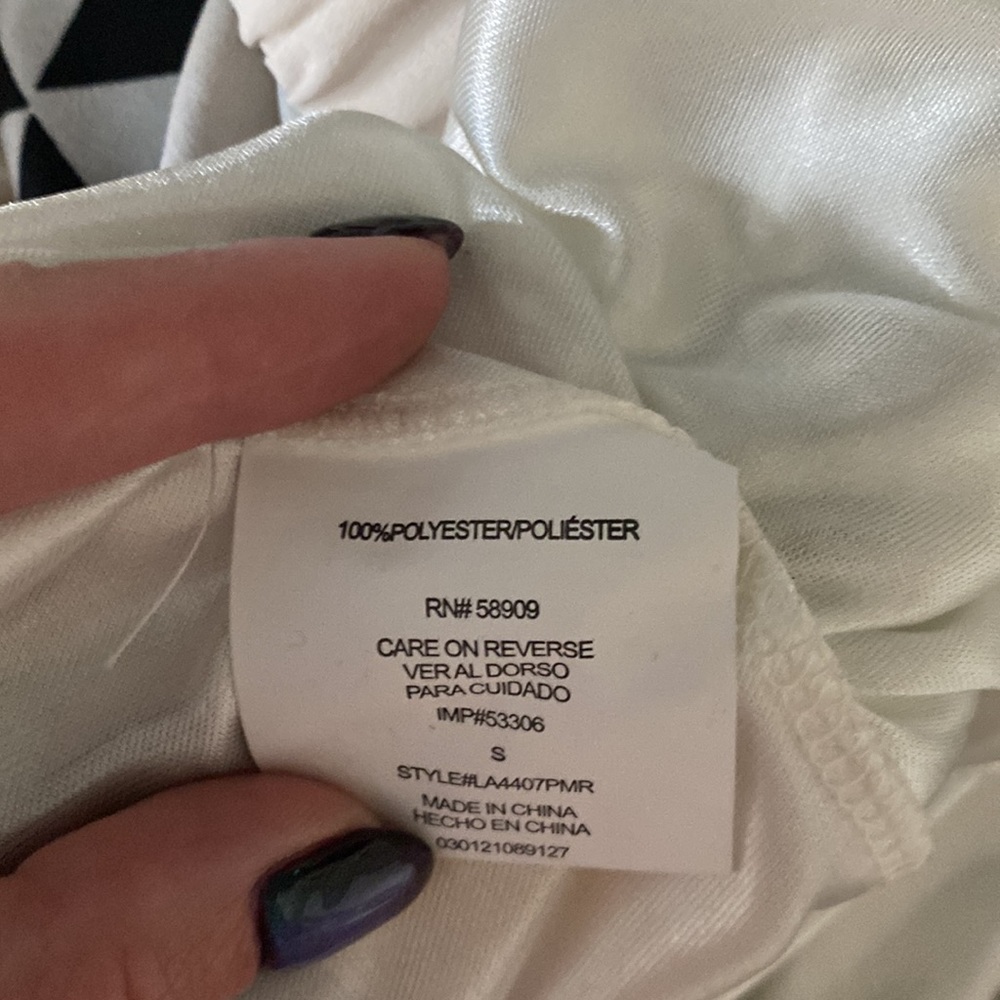 100%POLYESTER/POLIÉSTER
RN# 58909
CARE ON REVERSE
VER AL DORSO
PARA CUIDADO
IMP#53306
S
STYLE#LA4407PMR
MADE IN CHINA
HECHO EN CHINA
030121089127